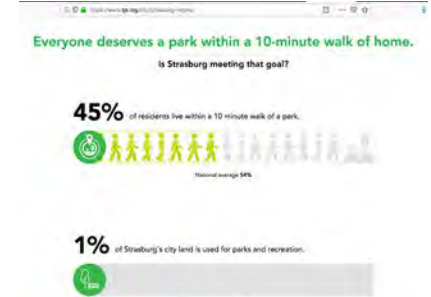 Everyone deserves a park within a 10-minute walk of home.
Is Strasburg meeting that goal?
45% of residents live within a 10 minute walk of a park.
National average 54%
1% of Strasburg's city land is used for parks and recreation.